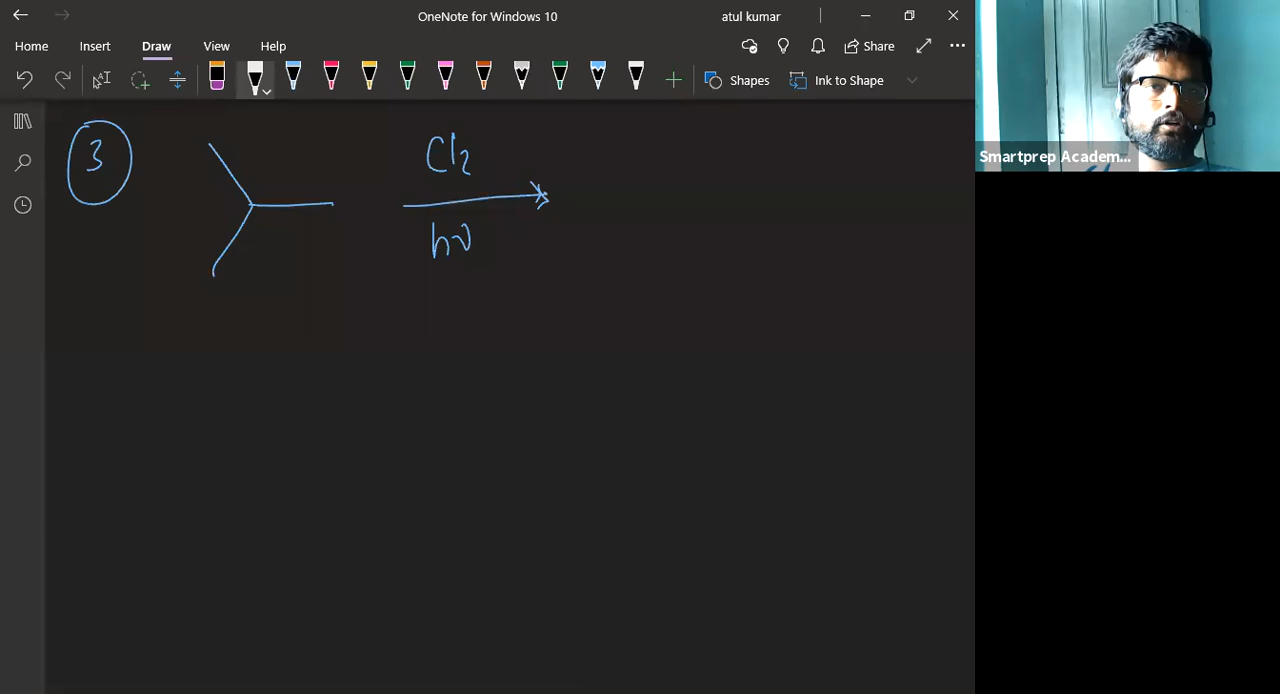 OneNote for Windows 10
atul kumar
Home Insert Draw View Help
Share
Shapes
Ink to Shape
3
Cl2
hν
Smartprep Academ...